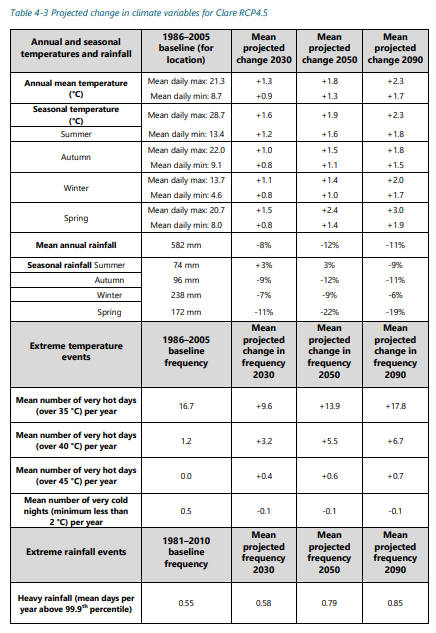 Table 4-3 Projected change in climate variables for Clare RCP4.5
Annual and seasonal temperatures and rainfall | 1986–2005 baseline (for location) | Mean projected change 2030 | Mean projected change 2050 | Mean projected change 2090
Annual mean temperature (°C) | Mean daily max: 21.3 | +1.3 | +1.8 | +2.3
Mean daily min: 8.7 | +0.9 | +1.3 | +1.7
Seasonal temperature (°C) | Mean daily max: 28.7 | +1.6 | +1.9 | +2.3
Summer | Mean daily min: 13.4 | +1.2 | +1.6 | +1.8
Autumn | Mean daily max: 22.0 | +1.0 | +1.5 | +1.8
Mean daily min: 9.1 | +0.8 | +1.1 | +1.5
Winter | Mean daily max: 13.7 | +1.1 | +1.4 | +2.0
Mean daily min: 4.6 | +0.8 | +1.0 | +1.7
Spring | Mean daily max: 20.7 | +1.5 | +2.4 | +3.0
Mean daily min: 8.0 | +0.8 | +1.4 | +1.9
Mean annual rainfall | 582 mm | -8% | -12% | -11%
Seasonal rainfall Summer | 74 mm | +3% | 3% | -9%
Autumn | 96 mm | -9% | -12% | -11%
Winter | 238 mm | -7% | -9% | -6%
Spring | 172 mm | -11% | -22% | -19%
Extreme temperature events | 1986–2005 baseline frequency | Mean projected change in frequency 2030 | Mean projected change in frequency 2050 | Mean projected change in frequency 2090
Mean number of very hot days (over 35 °C) per year | 16.7 | +9.6 | +13.9 | +17.8
Mean number of very hot days (over 40 °C) per year | 1.2 | +3.2 | +5.5 | +6.7
Mean number of very hot days (over 45 °C) per year | 0.0 | +0.4 | +0.6 | +0.7
Mean number of very cold nights (minimum less than 2 °C) per year | 0.5 | -0.1 | -0.1 | -0.1
Extreme rainfall events | 1981–2010 baseline frequency | Mean projected frequency 2030 | Mean projected frequency 2050 | Mean projected frequency 2090
Heavy rainfall (mean days per year above 99.9th percentile) | 0.55 | 0.58 | 0.79 | 0.85